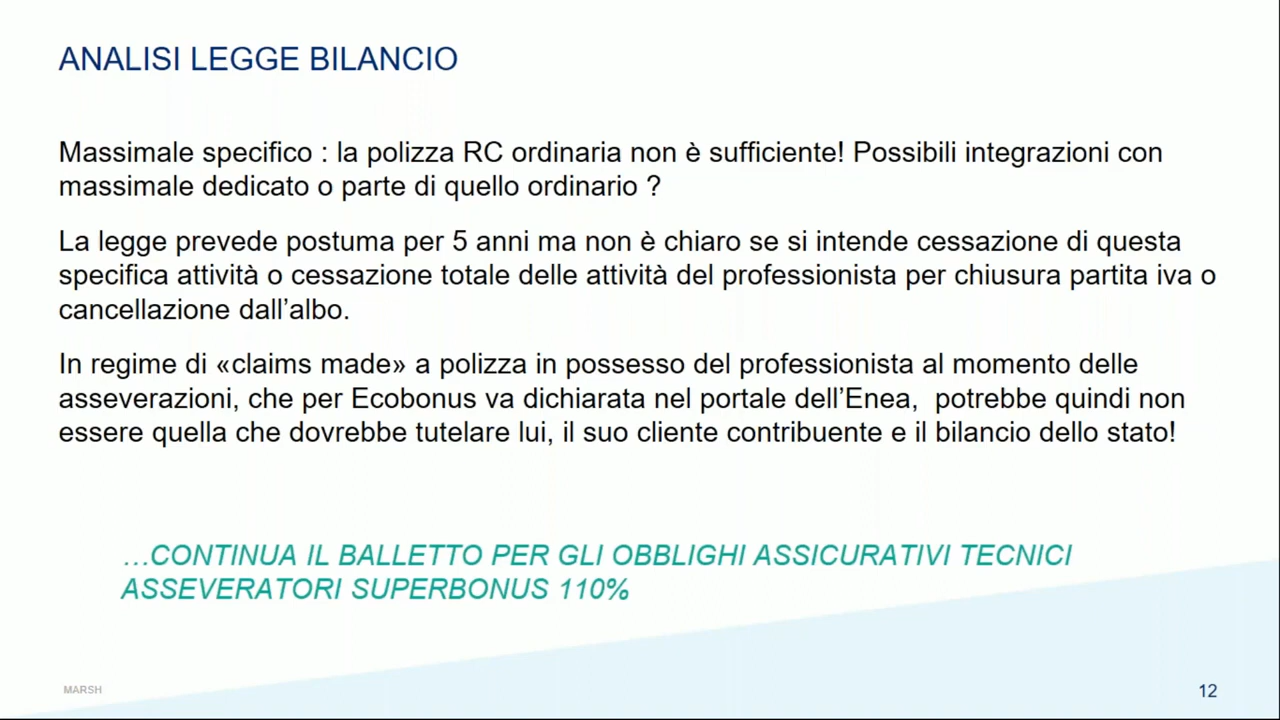 ANALISI LEGGE BILANCIO
Massimale specifico : la polizza RC ordinaria non è sufficiente! Possibili integrazioni con
massimale dedicato o parte di quello ordinario ?
La legge prevede postuma per 5 anni ma non è chiaro se si intende cessazione di questa
specifica attività o cessazione totale delle attività del professionista per chiusura partita iva o
cancellazione dall’albo.
In regime di «claims made» a polizza in possesso del professionista al momento delle
asseverazioni, che per Ecobonus va dichiarata nel portale dell’Enea,  potrebbe quindi non
essere quella che dovrebbe tutelare lui, il suo cliente contribuente e il bilancio dello stato!
…CONTINUA IL BALLETTO PER GLI OBBLIGHI ASSICURATIVI TECNICI
ASSEVERATORI SUPERBONUS 110%
MARSH
12